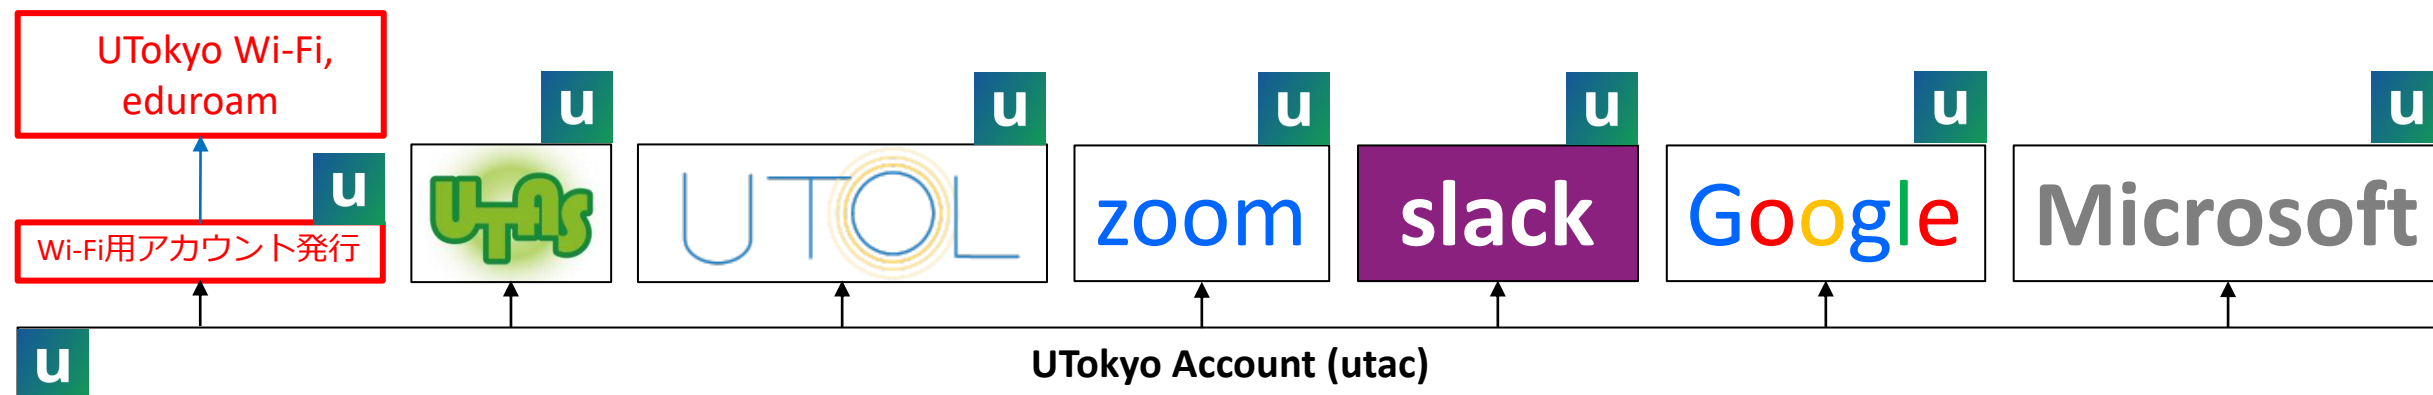 UTokyo Wi-Fi,
eduroam
u
Wi-Fi用アカウント発行
u
UTAS
u
UTOL
u
zoom
u
slack
u
Google
u
Microsoft
u
UTokyo Account (utac)